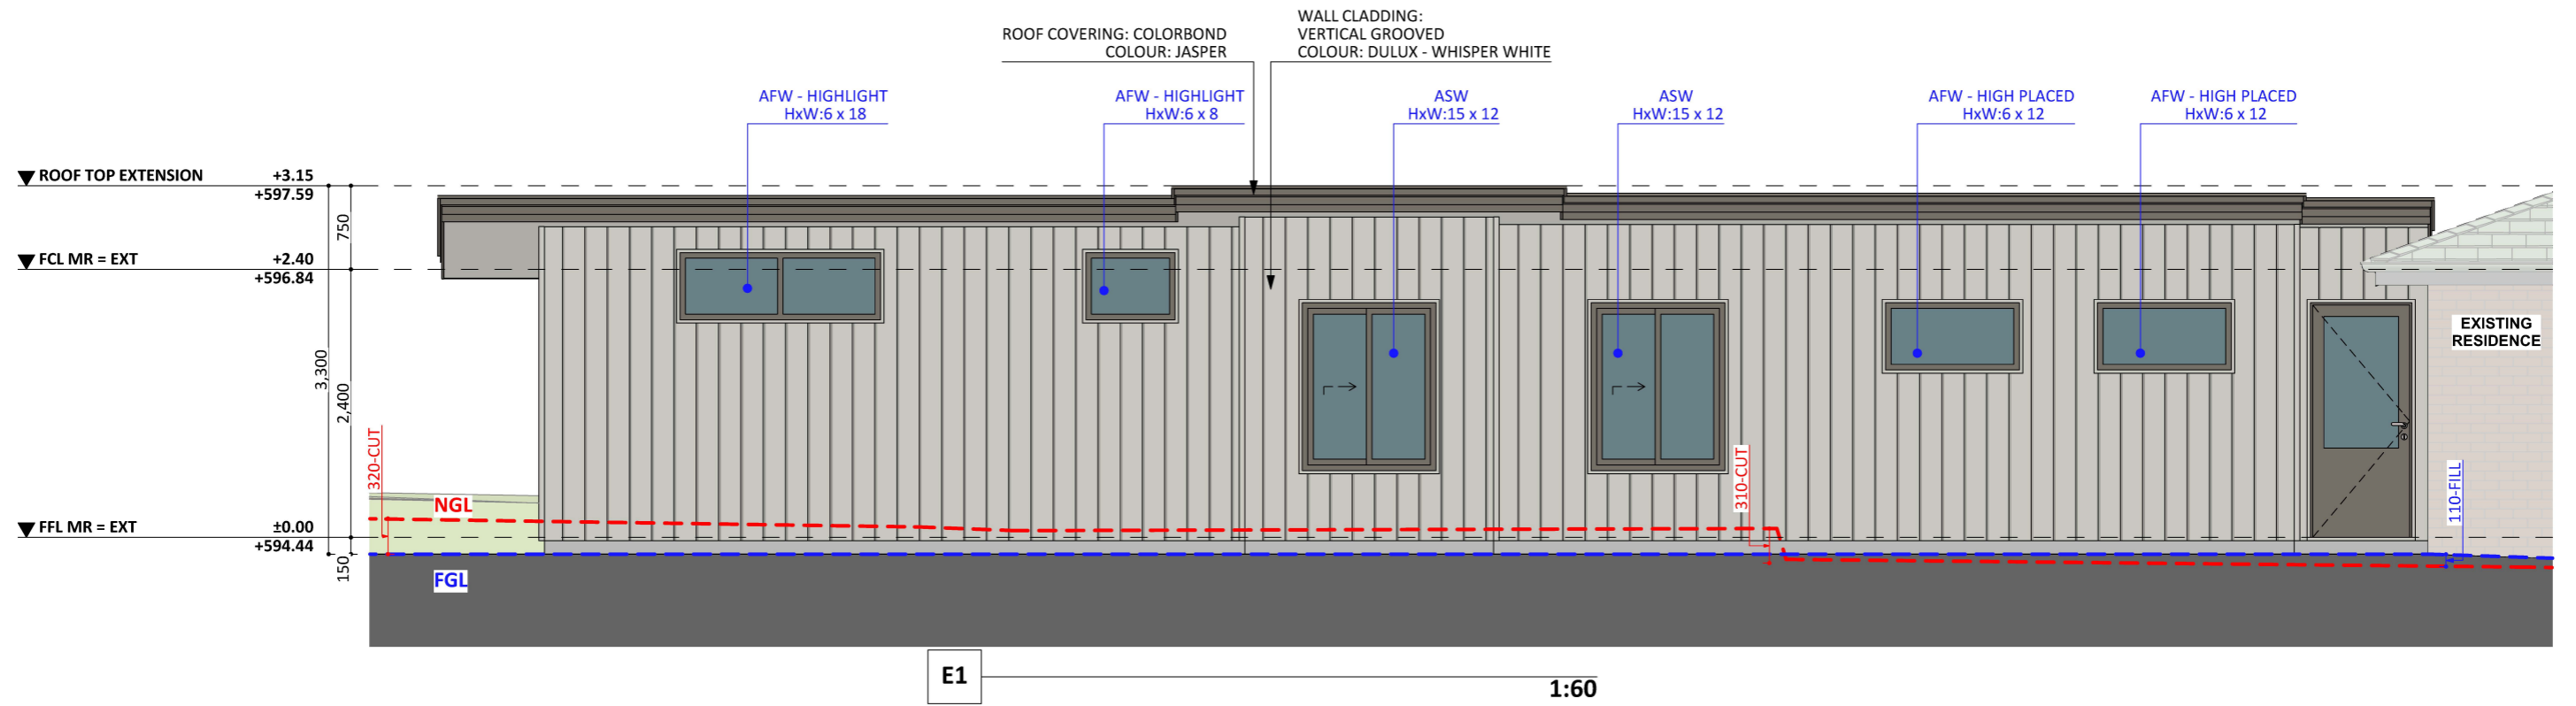 WALL CLADDING:
ROOF COVERING: COLORBOND
VERTICAL GROOVED
COLOUR: JASPER
COLOUR: DULUX - WHISPER WHITE
AFW - HIGHLIGHT
HxW:6 x 18
AFW - HIGHLIGHT
HxW:6 x 8
ASW
HxW:15 x 12
ASW
HxW:15 x 12
AFW - HIGH PLACED
HxW:6 x 12
AFW - HIGH PLACED
HxW:6 x 12
ROOF TOP EXTENSION +3.15
+597.59
750
FCL MR = EXT +2.40
+596.84
3,300
2,400
EXISTING
RESIDENCE
320-CUT
310-CUT
110-FILL
NGL
FFL MR = EXT ±0.00
+594.44
150
FGL
E1
1:60